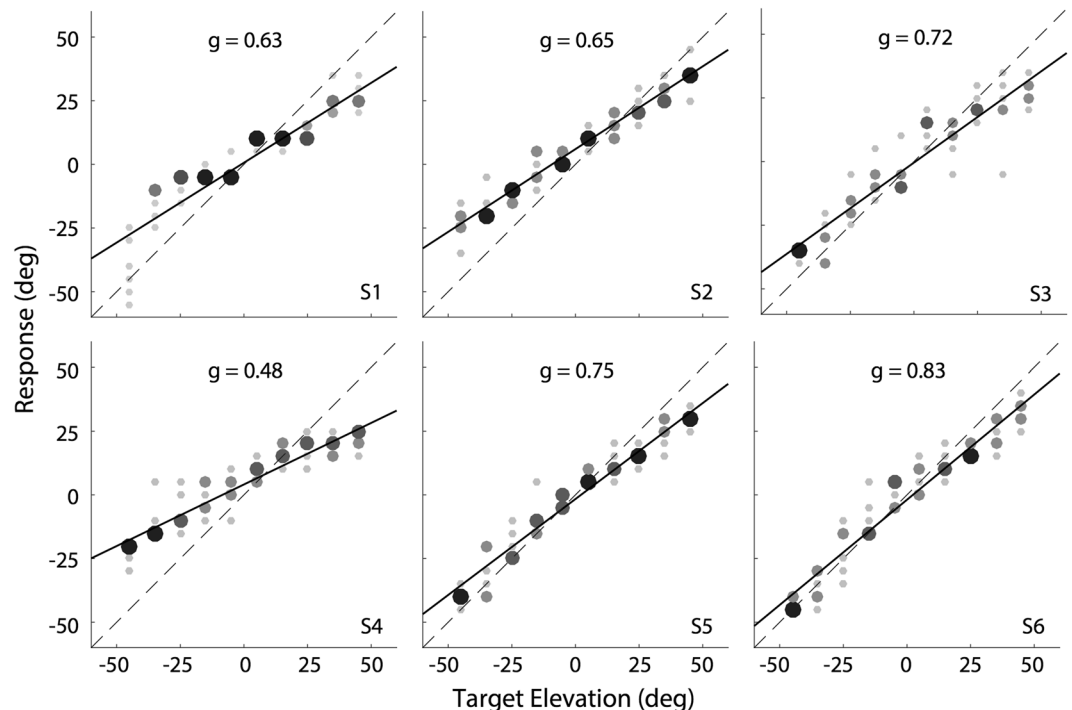 g = 0.63
g = 0.65
g = 0.72
50
25
0
-25
-50
S1
S2
S3
Response (deg)
g = 0.48
g = 0.75
g = 0.83
50
25
0
-25
-50
S4
S5
S6
-50 -25 0 25 50
-50 -25 0 25 50
-50 -25 0 25 50
Target Elevation (deg)